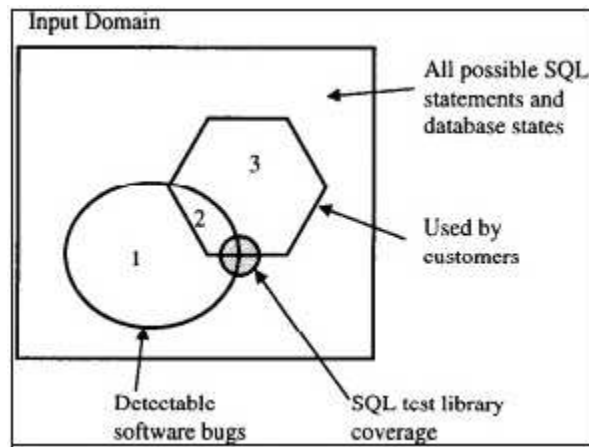 Input Domain
All possible SQL
statements and
database states
3
2
1
Used by
customers
Detectable
software bugs
SQL test library
coverage